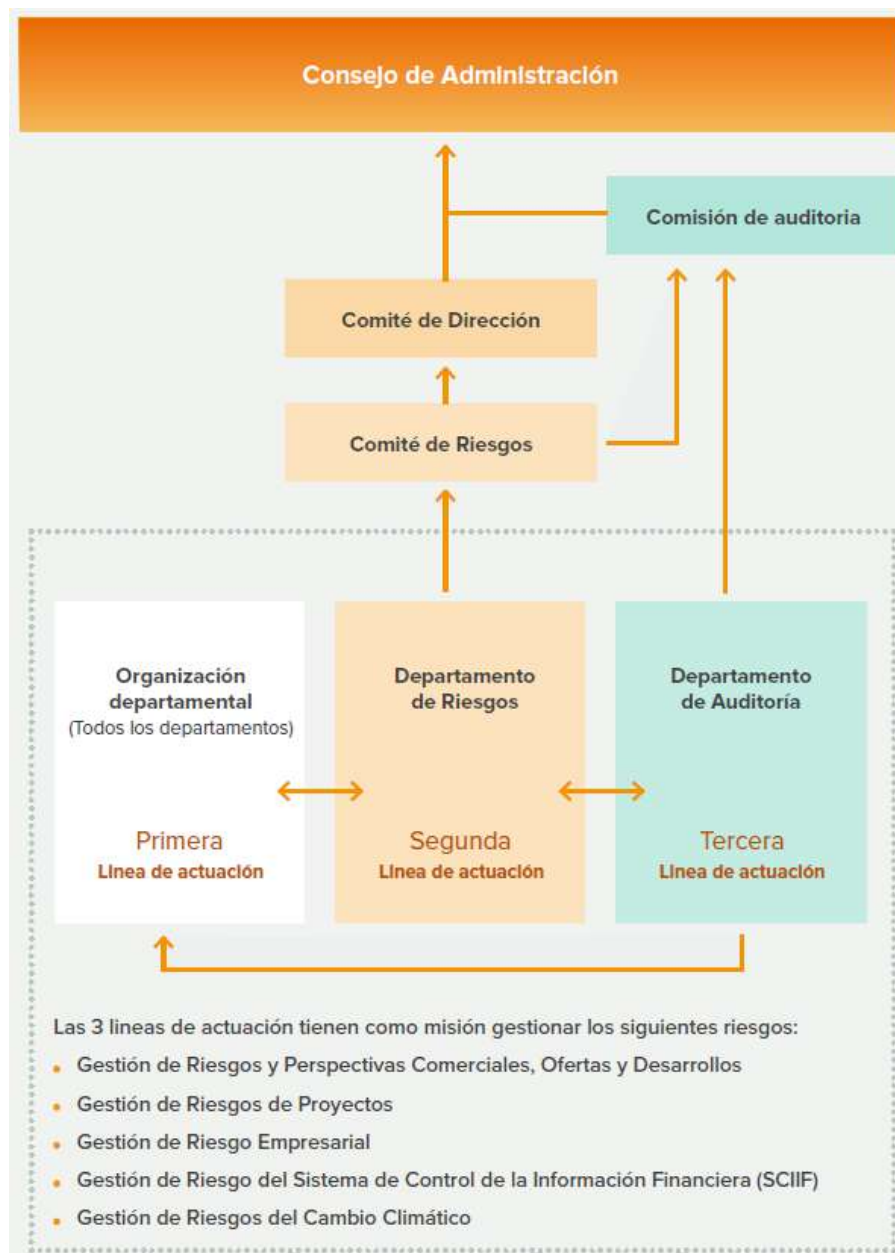 Consejo de Administración
Comisión de auditoria
Comité de Dirección
Comité de Riesgos
Organización
departamental
(Todos los departamentos)
Primera
Linea de actuación
Departamento
de Riesgos
Segunda
Linea de actuación
Departamento
de Auditoría
Tercera
Linea de actuación
Las 3 lineas de actuación tienen como misión gestionar los siguientes riesgos:
• Gestión de Riesgos y Perspectivas Comerciales, Ofertas y Desarrollos
• Gestión de Riesgos de Proyectos
• Gestión de Riesgo Empresarial
• Gestión de Riesgo del Sistema de Control de la Información Financiera (SCIIF)
• Gestión de Riesgos del Cambio Climático